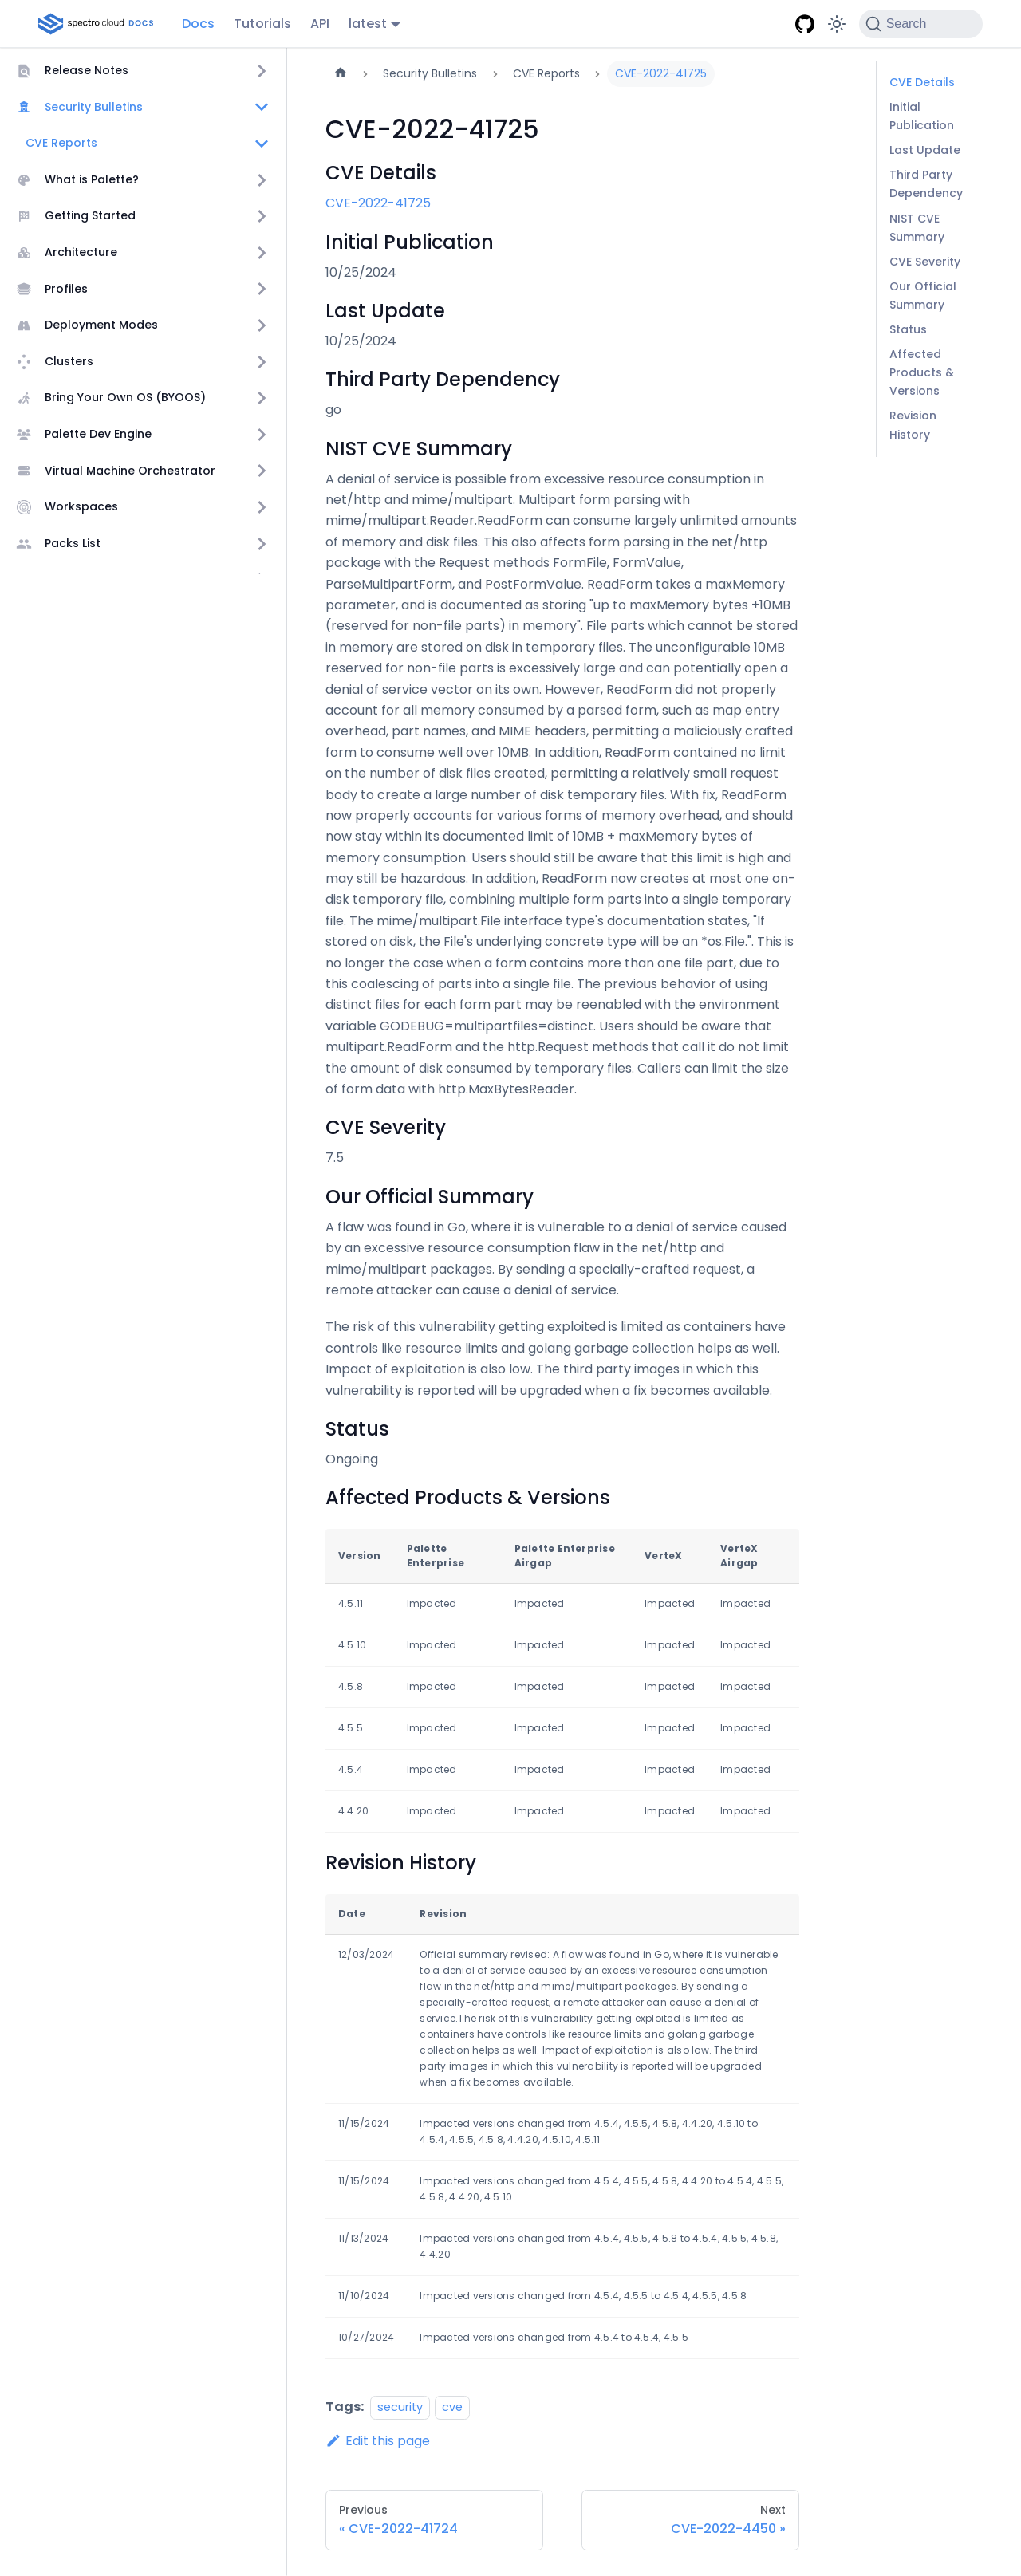 spectro cloud DOCS
Docs Tutorials API latest
Search
Release Notes
Security Bulletins
CVE Reports
What is Palette?
Getting Started
Architecture
Profiles
Deployment Modes
Clusters
Bring Your Own OS (BYOOS)
Palette Dev Engine
Virtual Machine Orchestrator
Workspaces
Packs List
Security Bulletins > CVE Reports > CVE-2022-41725
CVE-2022-41725
CVE Details
CVE-2022-41725
Initial Publication
10/25/2024
Last Update
10/25/2024
Third Party Dependency
go
NIST CVE Summary
A denial of service is possible from excessive resource consumption in
net/http and mime/multipart. Multipart form parsing with
mime/multipart.Reader.ReadForm can consume largely unlimited amounts
of memory and disk files. This also affects form parsing in the net/http
package with the Request methods FormFile, FormValue,
ParseMultipartForm, and PostFormValue. ReadForm takes a maxMemory
parameter, and is documented as storing "up to maxMemory bytes +10MB
(reserved for non-file parts) in memory". File parts which cannot be stored
in memory are stored on disk in temporary files. The unconfigurable 10MB
reserved for non-file parts is excessively large and can potentially open a
denial of service vector on its own. However, ReadForm did not properly
account for all memory consumed by a parsed form, such as map entry
overhead, part names, and MIME headers, permitting a maliciously crafted
form to consume well over 10MB. In addition, ReadForm contained no limit
on the number of disk files created, permitting a relatively small request
body to create a large number of disk temporary files. With fix, ReadForm
now properly accounts for various forms of memory overhead, and should
now stay within its documented limit of 10MB + maxMemory bytes of
memory consumption. Users should still be aware that this limit is high and
may still be hazardous. In addition, ReadForm now creates at most one on-
disk temporary file, combining multiple form parts into a single temporary
file. The mime/multipart.File interface type's documentation states, "If
stored on disk, the File's underlying concrete type will be an *os.File.". This is
no longer the case when a form contains more than one file part, due to
this coalescing of parts into a single file. The previous behavior of using
distinct files for each form part may be reenabled with the environment
variable GODEBUG=multipartfiles=distinct. Users should be aware that
multipart.ReadForm and the http.Request methods that call it do not limit
the amount of disk consumed by temporary files. Callers can limit the size
of form data with http.MaxBytesReader.
CVE Severity
7.5
Our Official Summary
A flaw was found in Go, where it is vulnerable to a denial of service caused
by an excessive resource consumption flaw in the net/http and
mime/multipart packages. By sending a specially-crafted request, a
remote attacker can cause a denial of service.
The risk of this vulnerability getting exploited is limited as containers have
controls like resource limits and golang garbage collection helps as well.
Impact of exploitation is also low. The third party images in which this
vulnerability is reported will be upgraded when a fix becomes available.
Status
Ongoing
Affected Products & Versions
Version Palette Enterprise Palette Enterprise Airgap VerteX VerteX Airgap
4.5.11 Impacted Impacted Impacted Impacted
4.5.10 Impacted Impacted Impacted Impacted
4.5.8 Impacted Impacted Impacted Impacted
4.5.5 Impacted Impacted Impacted Impacted
4.5.4 Impacted Impacted Impacted Impacted
4.4.20 Impacted Impacted Impacted Impacted
Revision History
Date Revision
12/03/2024 Official summary revised: A flaw was found in Go, where it is vulnerable
to a denial of service caused by an excessive resource consumption
flaw in the net/http and mime/multipart packages. By sending a
specially-crafted request, a remote attacker can cause a denial of
service.The risk of this vulnerability getting exploited is limited as
containers have controls like resource limits and golang garbage
collection helps as well. Impact of exploitation is also low. The third
party images in which this vulnerability is reported will be upgraded
when a fix becomes available.
11/15/2024 Impacted versions changed from 4.5.4, 4.5.5, 4.5.8, 4.4.20, 4.5.10 to
4.5.4, 4.5.5, 4.5.8, 4.4.20, 4.5.10, 4.5.11
11/15/2024 Impacted versions changed from 4.5.4, 4.5.5, 4.5.8, 4.4.20 to 4.5.4, 4.5.5,
4.5.8, 4.4.20, 4.5.10
11/13/2024 Impacted versions changed from 4.5.4, 4.5.5, 4.5.8 to 4.5.4, 4.5.5, 4.5.8,
4.4.20
11/10/2024 Impacted versions changed from 4.5.4, 4.5.5 to 4.5.4, 4.5.5, 4.5.8
10/27/2024 Impacted versions changed from 4.5.4 to 4.5.4, 4.5.5
Tags: security cve
Edit this page
Previous
« CVE-2022-41724
Next
CVE-2022-4450 »
CVE Details
Initial
Publication
Last Update
Third Party
Dependency
NIST CVE
Summary
CVE Severity
Our Official
Summary
Status
Affected
Products &
Versions
Revision
History